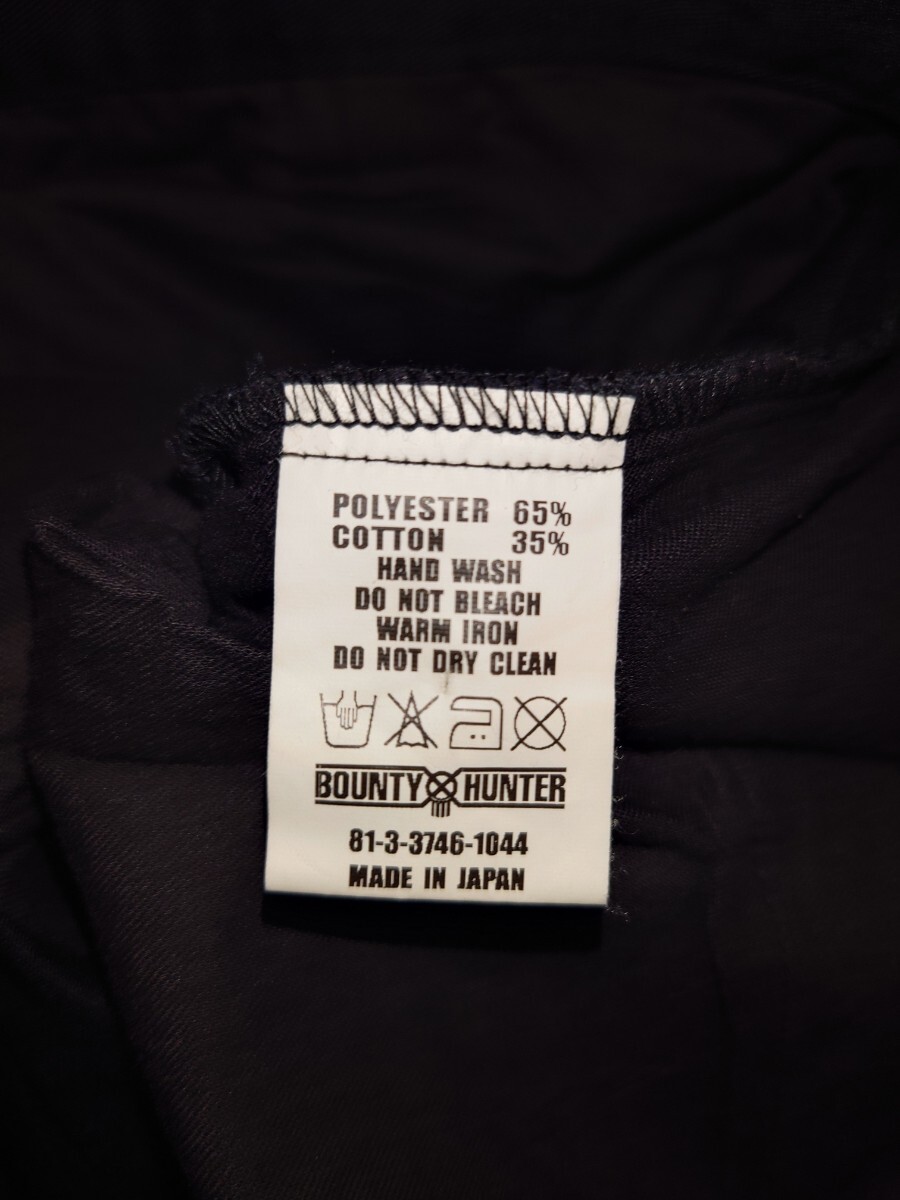 POLYESTER 65%
COTTON 35%
HAND WASH
DO NOT BLEACH
WARM IRON
DO NOT DRY CLEAN
BOUNTY HUNTER
81-3-3746-1044
MADE IN JAPAN